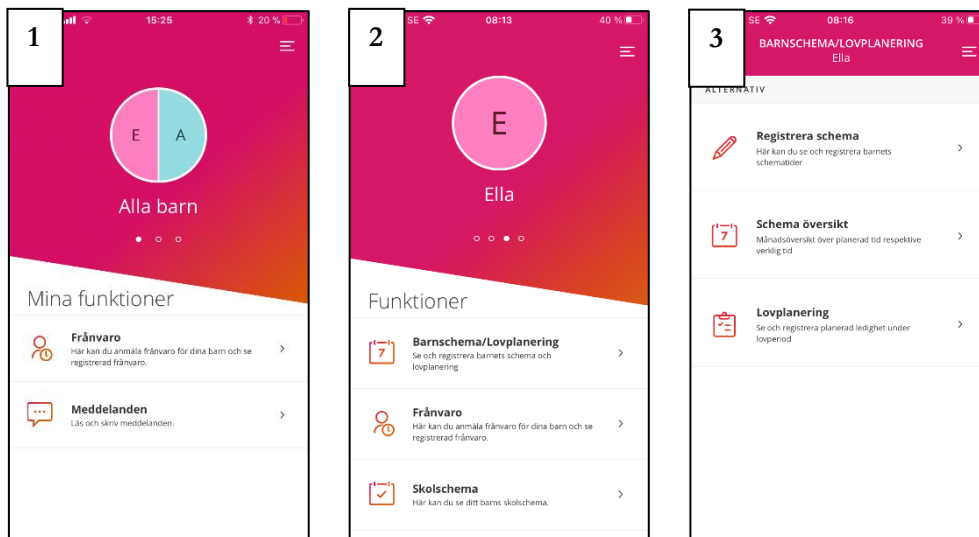 1
15:25
20 %
E A
Alla barn
Mina funktioner
Frånvaro
Här kan du anmäla frånvaro för dina barn och se
registrerad frånvaro.
Meddelanden
Läs och skriv meddelanden.
2
SE
08:13
40 %
E
Ella
Funktioner
7
Barnschema/Lovplanering
Se och registrera barnets schema och
lovplanering
Frånvaro
Här kan du anmäla frånvaro för dina barn och se
registrerad frånvaro.
Skolschema
Här kan du se ditt barns skolschema.
3
SE
08:16
39 %
BARNSCHEMA/LOVPLANERING
Ella
ALTERNATIV
Registrera schema
Här kan du se och registrera barnets
schematider
7
Schema översikt
Månadsöversikt över planerad tid respektive
verklig tid
Lovplanering
Se och registrera planerad ledighet under
lovperiod